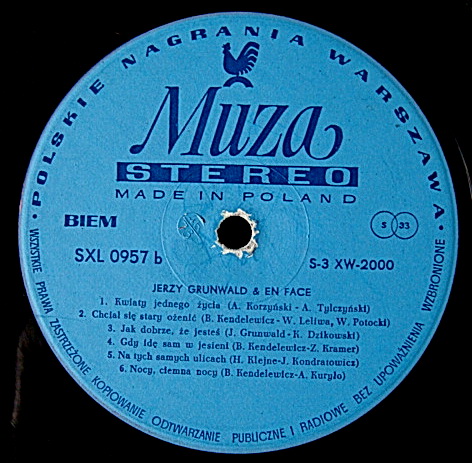 POLSKIE NAGRANIA WARSZAWA
Muza
STEREO
MADE IN POLAND
BIEM
S 33
SXL 0957 b
S-3 XW-2000
JERZY GRUNWALD & EN FACE
1. Kwiaty jednego życia (A. Korzyński - A. Tylczyński)
2. Chciał się stary ożenić (B. Kendelewicz - W. Leliwa, W. Potocki)
3. Jak dobrze, że jesteś (J. Grunwald - K. Dzikowski)
4. Gdy idę sam w jesieni (B. Kendelewicz-Z. Kramer)
5. Na tych samych ulicach (H. Klejne-J. Kondratowicz)
6. Nocy, ciemna nocy (B. Kendelewicz-A. Kuryło)
WSZYSTKIE PRAWA ZASTRZEŻONE KOPIOWANIE ODTWARZANIE PUBLICZNE I RADIOWE BEZ UPOWAŻNIENIA WZBRONIONE